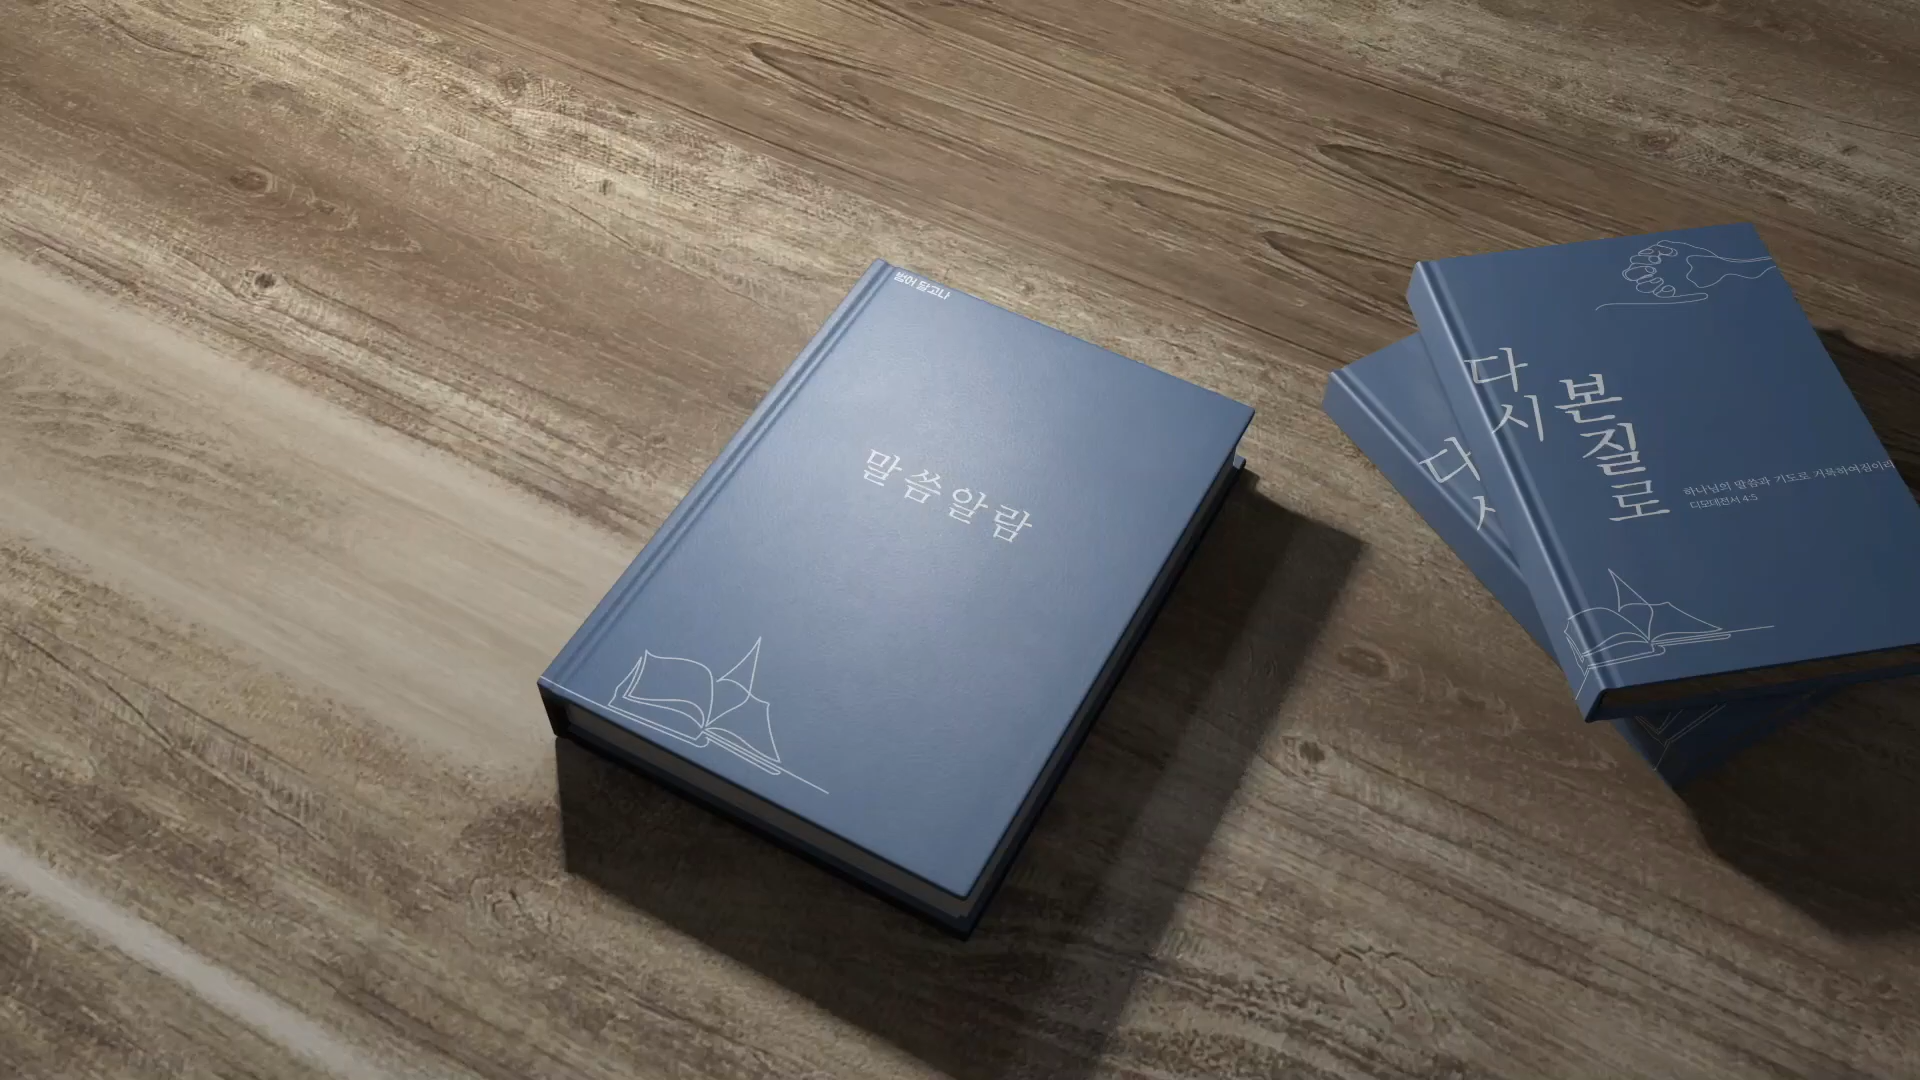 말씀알람
다시
본질로
하나님의 말씀과 기도로 거룩하여짐이라
디모데전서 4:5
다